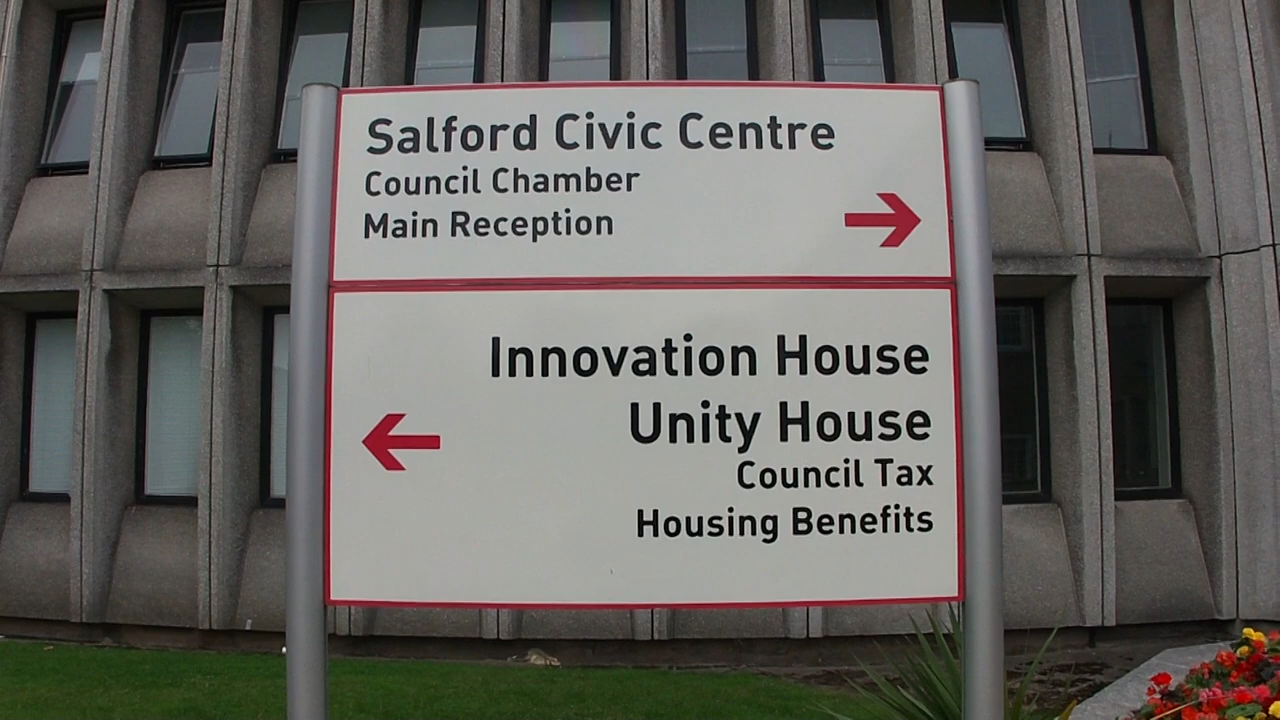 Salford Civic Centre
Council Chamber
Main Reception
Innovation House
Unity House
Council Tax
Housing Benefits